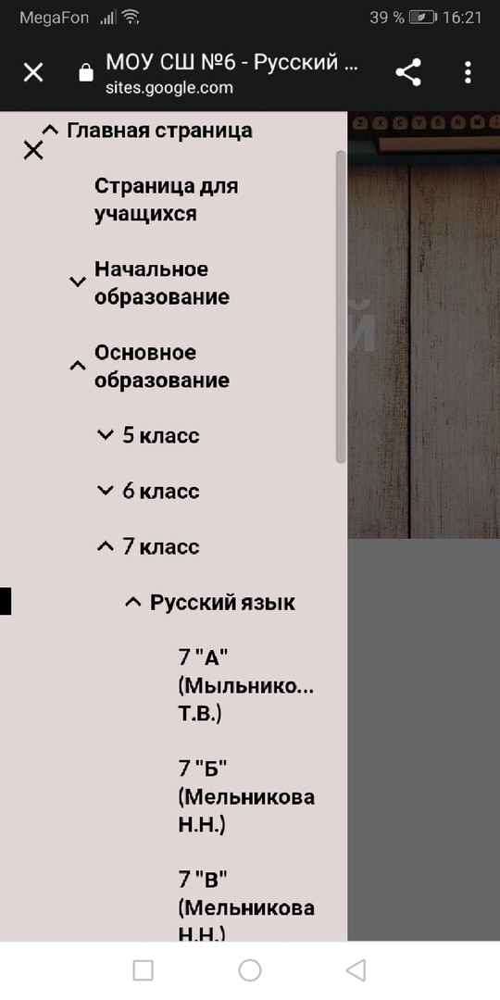 MegaFon
39 %
16:21
МОУ СШ №6 - Русский ...
sites.google.com
Главная страница
Страница для
учащихся
Начальное
образование
Основное
образование
5 класс
6 класс
7 класс
Русский язык
7 "А"
(Мыльнико...
Т.В.)
7 "Б"
(Мельникова
Н.Н.)
7 "В"
(Мельникова
Н.Н.)
й
Z X C V B N M